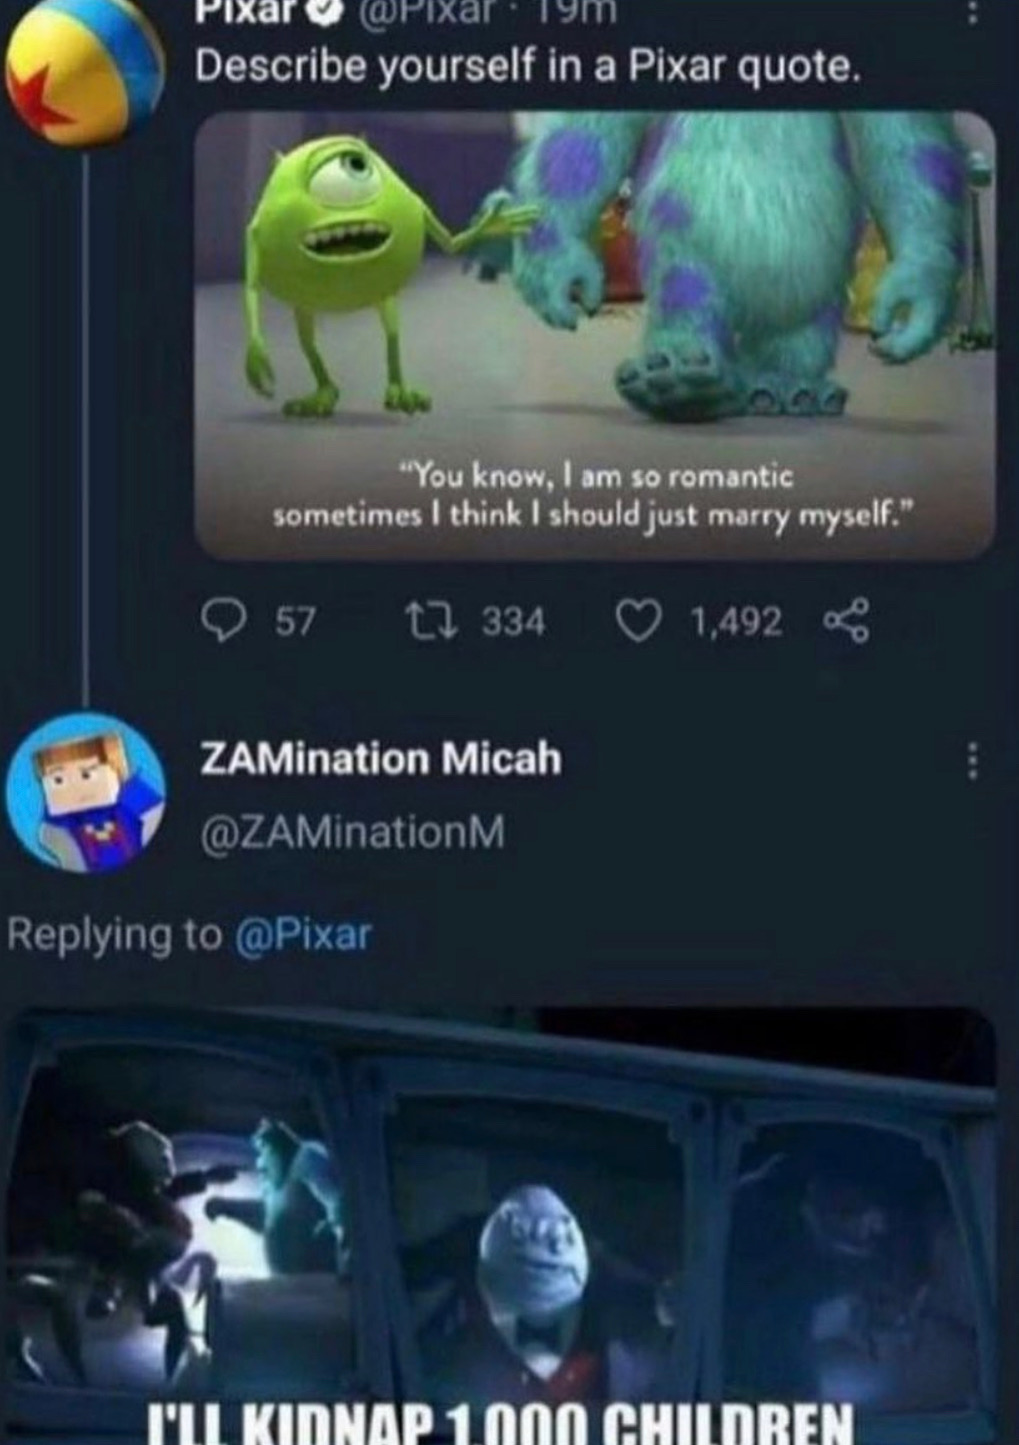 Pixar @Pixar · 19m
Describe yourself in a Pixar quote.
"You know, I am so romantic
sometimes I think I should just marry myself."
57 334 1,492
ZAMination Micah
@ZAMinationM
Replying to @Pixar
I'LL KIDNAP 1,000 CHILDREN